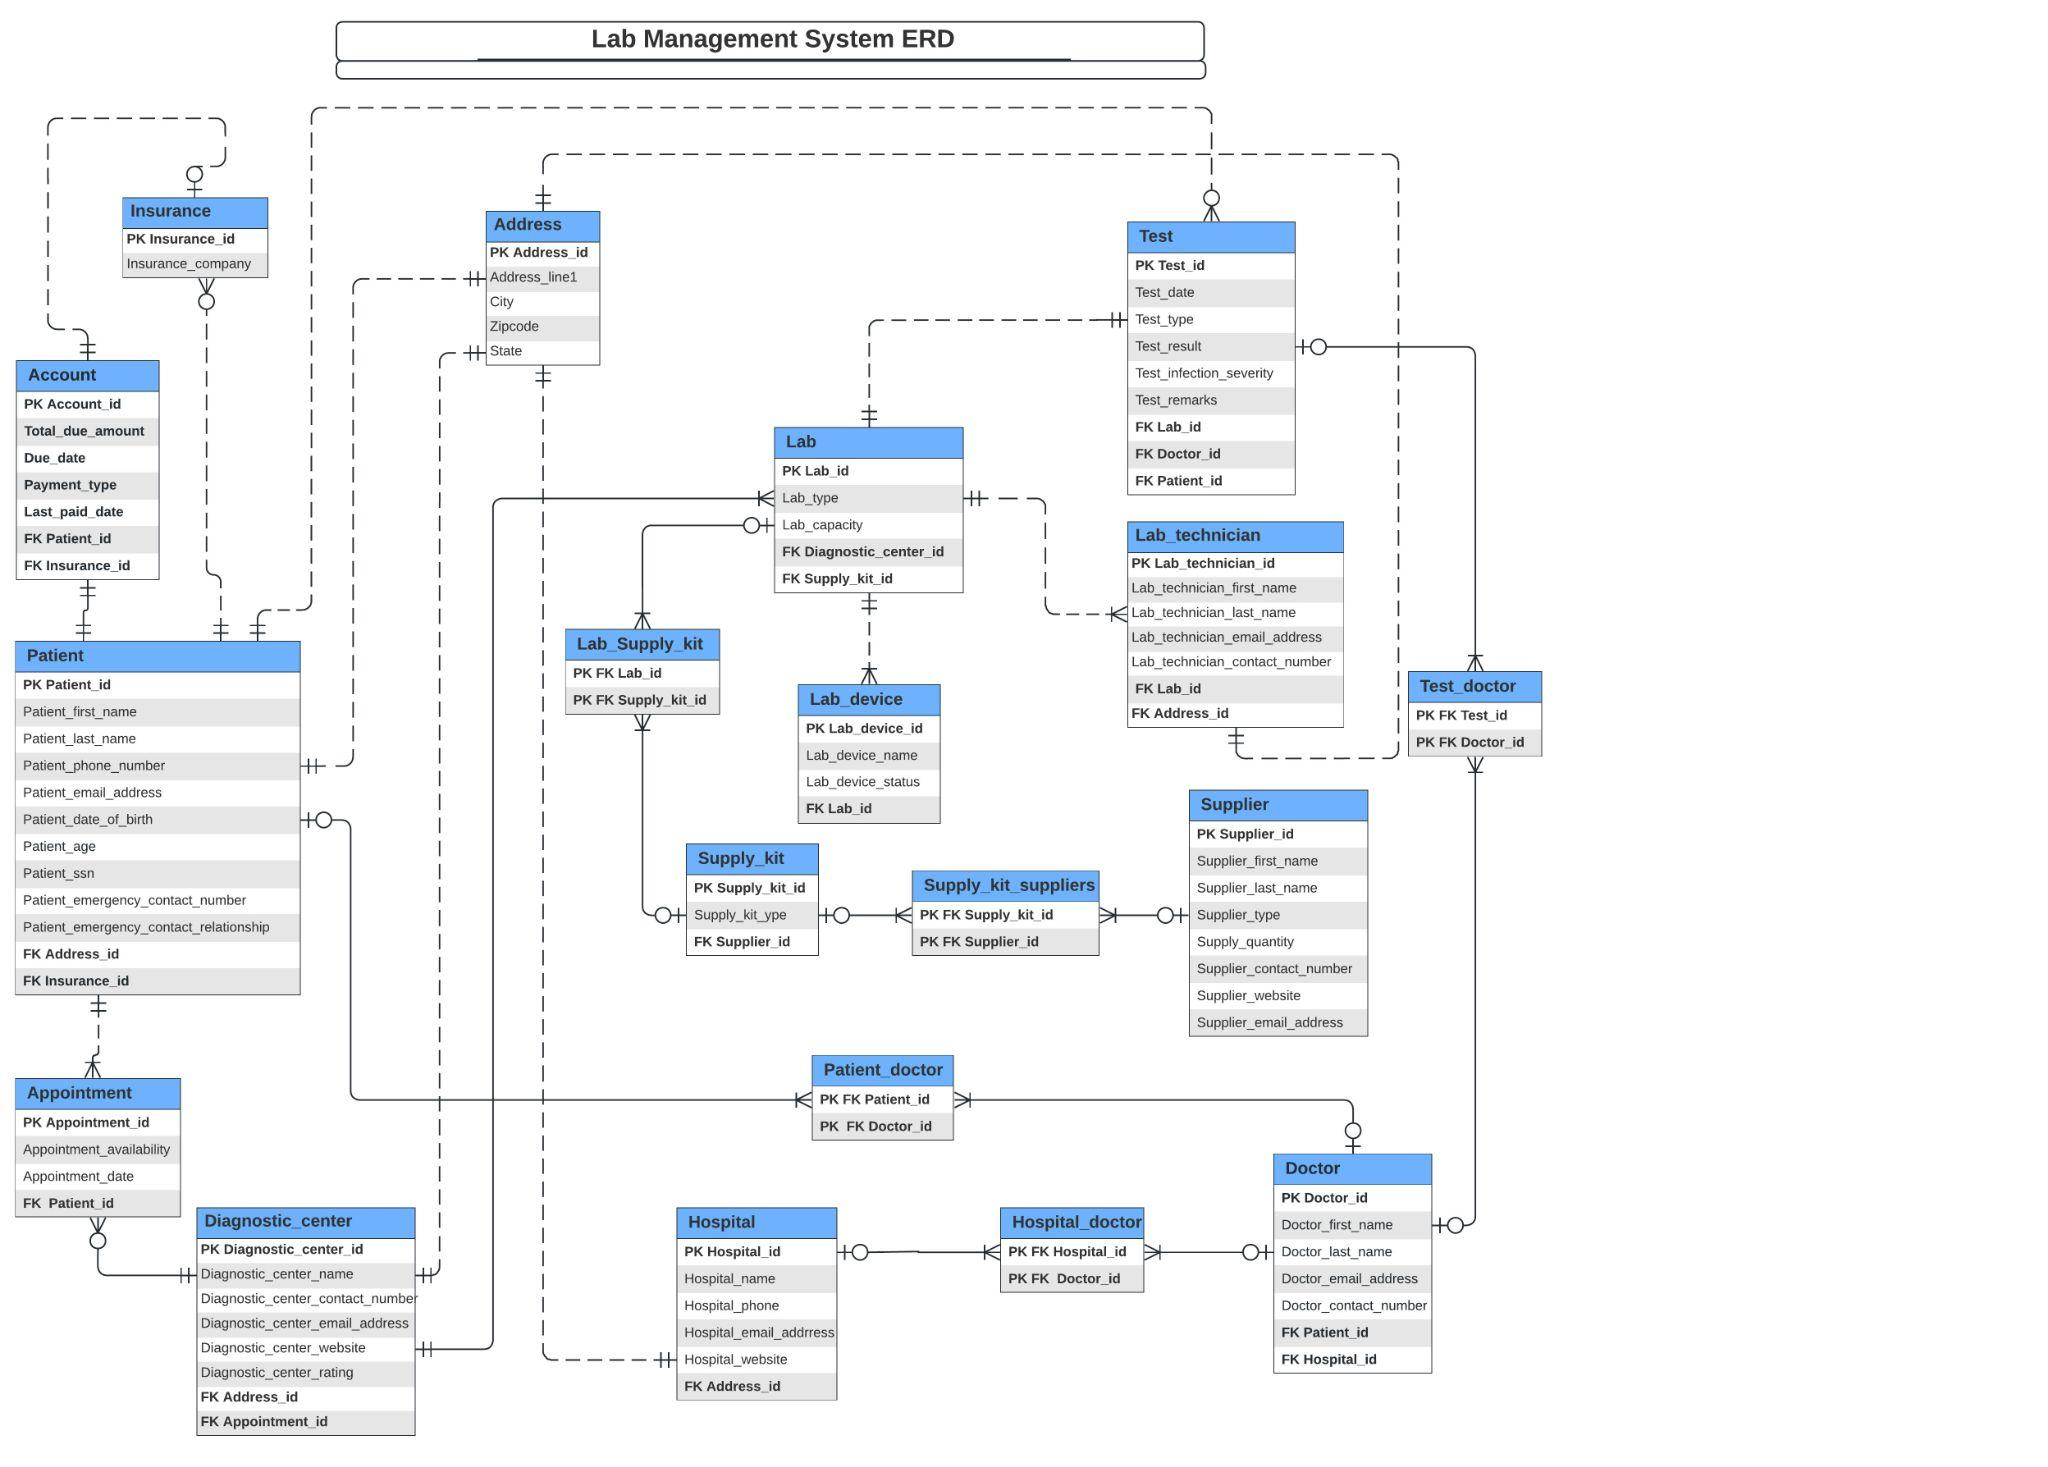 Lab Management System ERD
Insurance
PK Insurance_id
Insurance_company
Address
PK Address_id
Address_line1
City
Zipcode
State
Test
PK Test_id
Test_date
Test_type
Test_result
Test_infection_severity
Test_remarks
FK Lab_id
FK Doctor_id
FK Patient_id
Account
PK Account_id
Total_due_amount
Due_date
Payment_type
Last_paid_date
FK Patient_id
FK Insurance_id
Lab
PK Lab_id
Lab_type
Lab_capacity
FK Diagnostic_center_id
FK Supply_kit_id
Lab_technician
PK Lab_technician_id
Lab_technician_first_name
Lab_technician_last_name
Lab_technician_email_address
Lab_technician_contact_number
FK Lab_id
FK Address_id
Lab_Supply_kit
PK FK Lab_id
PK FK Supply_kit_id
Patient
PK Patient_id
Patient_first_name
Patient_last_name
Patient_phone_number
Patient_email_address
Patient_date_of_birth
Patient_age
Patient_ssn
Patient_emergency_contact_number
Patient_emergency_contact_relationship
FK Address_id
FK Insurance_id
Lab_device
PK Lab_device_id
Lab_device_name
Lab_device_status
FK Lab_id
Test_doctor
PK FK Test_id
PK FK Doctor_id
Supplier
PK Supplier_id
Supplier_first_name
Supplier_last_name
Supplier_type
Supply_quantity
Supplier_contact_number
Supplier_website
Supplier_email_address
Supply_kit
PK Supply_kit_id
Supply_kit_ype
FK Supplier_id
Supply_kit_suppliers
PK FK Supply_kit_id
PK FK Supplier_id
Patient_doctor
PK FK Patient_id
PK  FK Doctor_id
Appointment
PK Appointment_id
Appointment_availability
Appointment_date
FK  Patient_id
Doctor
PK Doctor_id
Doctor_first_name
Doctor_last_name
Doctor_email_address
Doctor_contact_number
FK Patient_id
FK Hospital_id
Diagnostic_center
PK Diagnostic_center_id
Diagnostic_center_name
Diagnostic_center_contact_number
Diagnostic_center_email_address
Diagnostic_center_website
Diagnostic_center_rating
FK Address_id
FK Appointment_id
Hospital
PK Hospital_id
Hospital_name
Hospital_phone
Hospital_email_addrress
Hospital_website
FK Address_id
Hospital_doctor
PK FK Hospital_id
PK FK  Doctor_id